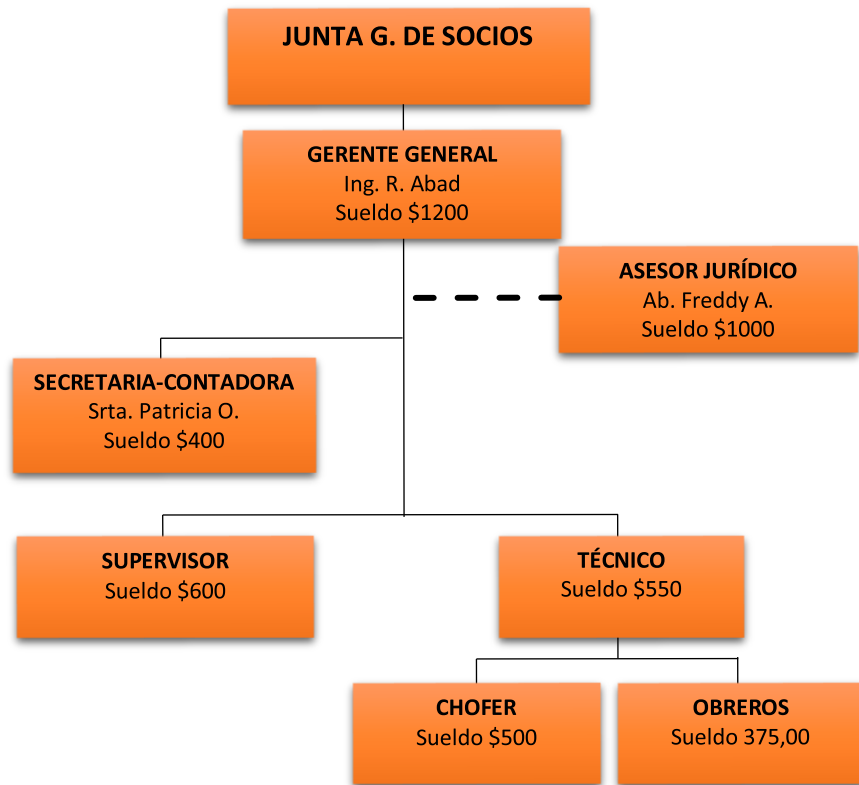 JUNTA G. DE SOCIOS
GERENTE GENERAL
Ing. R. Abad
Sueldo $1200
ASESOR JURÍDICO
Ab. Freddy A.
Sueldo $1000
SECRETARIA-CONTADORA
Srta. Patricia O.
Sueldo $400
SUPERVISOR
Sueldo $600
TÉCNICO
Sueldo $550
CHOFER
Sueldo $500
OBREROS
Sueldo 375,00